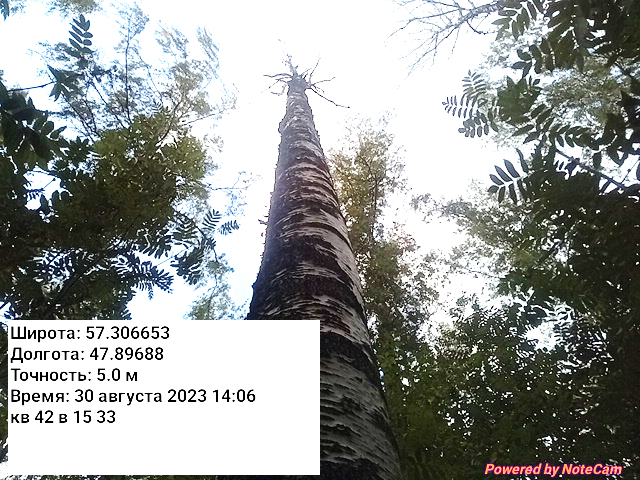 Широта: 57.306653
Долгота: 47.89688
Точность: 5.0 м
Время: 30 августа 2023 14:06
кв 42 в 15 33
Powered by NoteCam